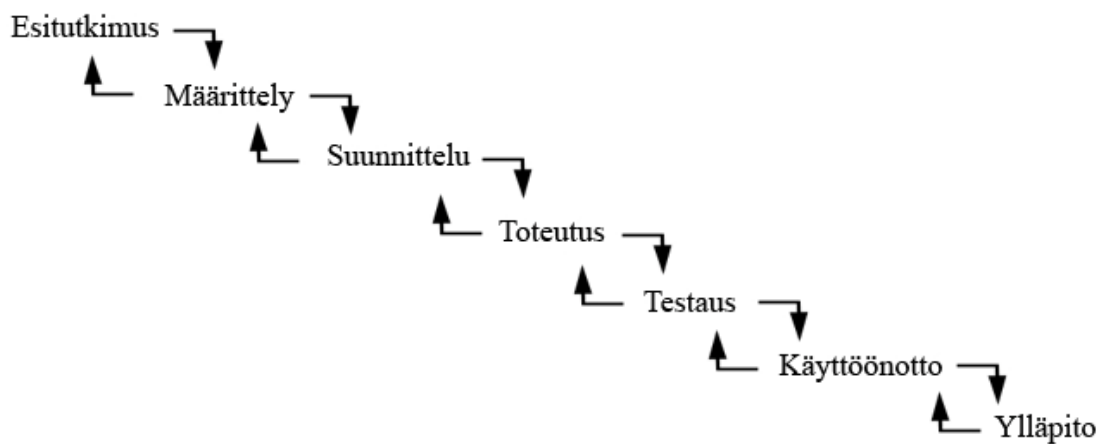 Esitutkimus
Määrittely
Suunnittelu
Toteutus
Testaus
Käyttöönotto
Ylläpito